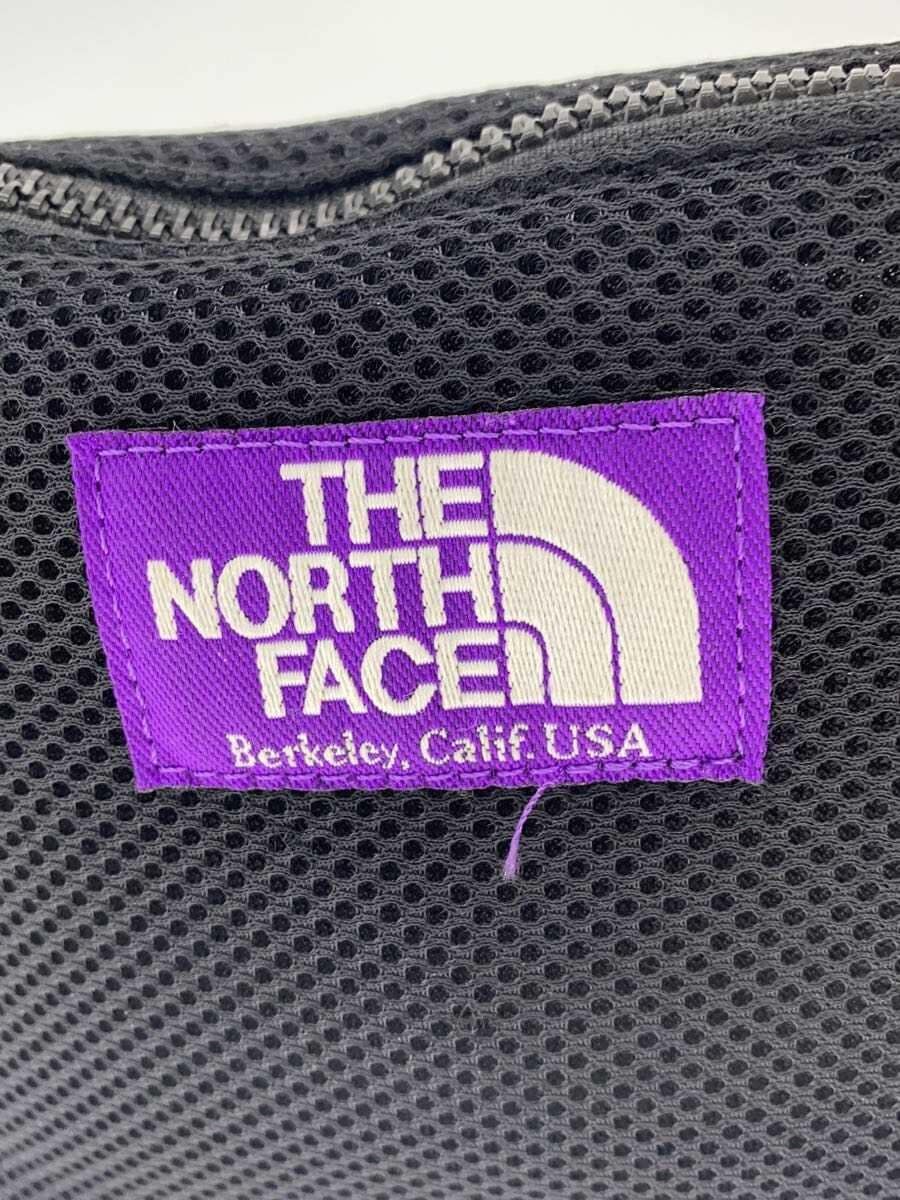 THE
NORTH
FACE
Berkeley, Calif. USA